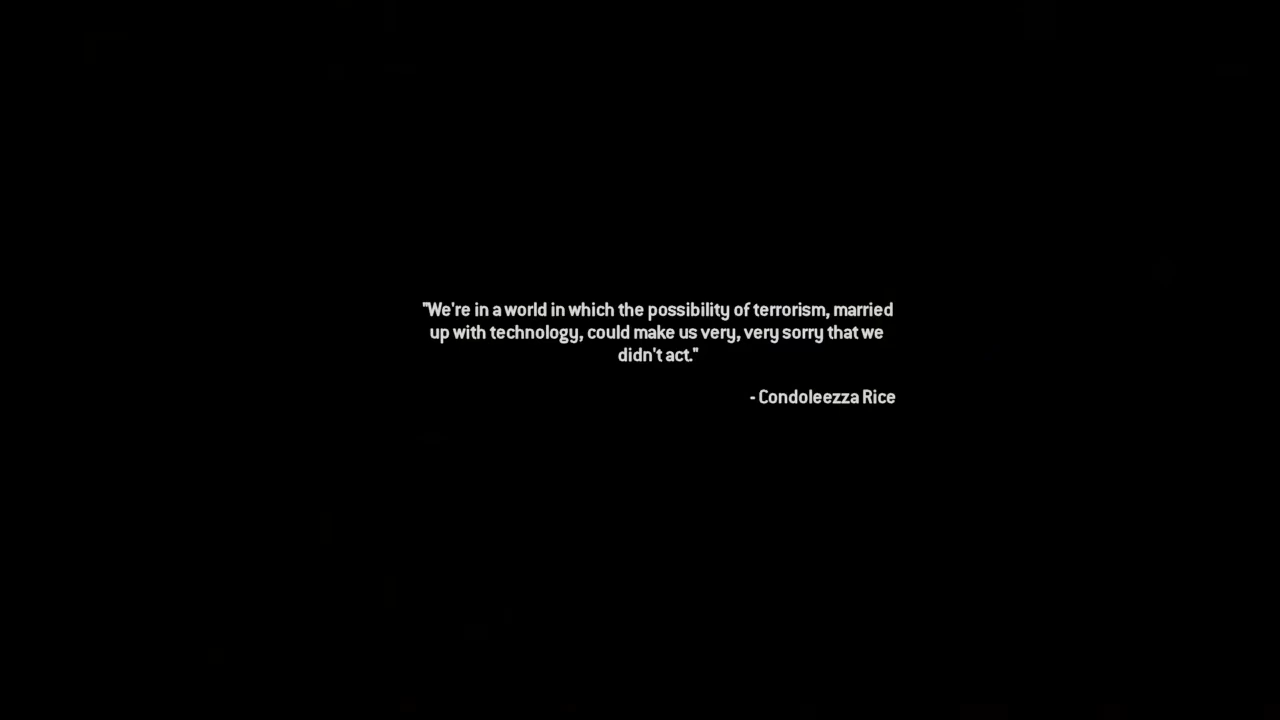 "We're in a world in which the possibility of terrorism, married
up with technology, could make us very, very sorry that we
didn't act."
- Condoleezza Rice